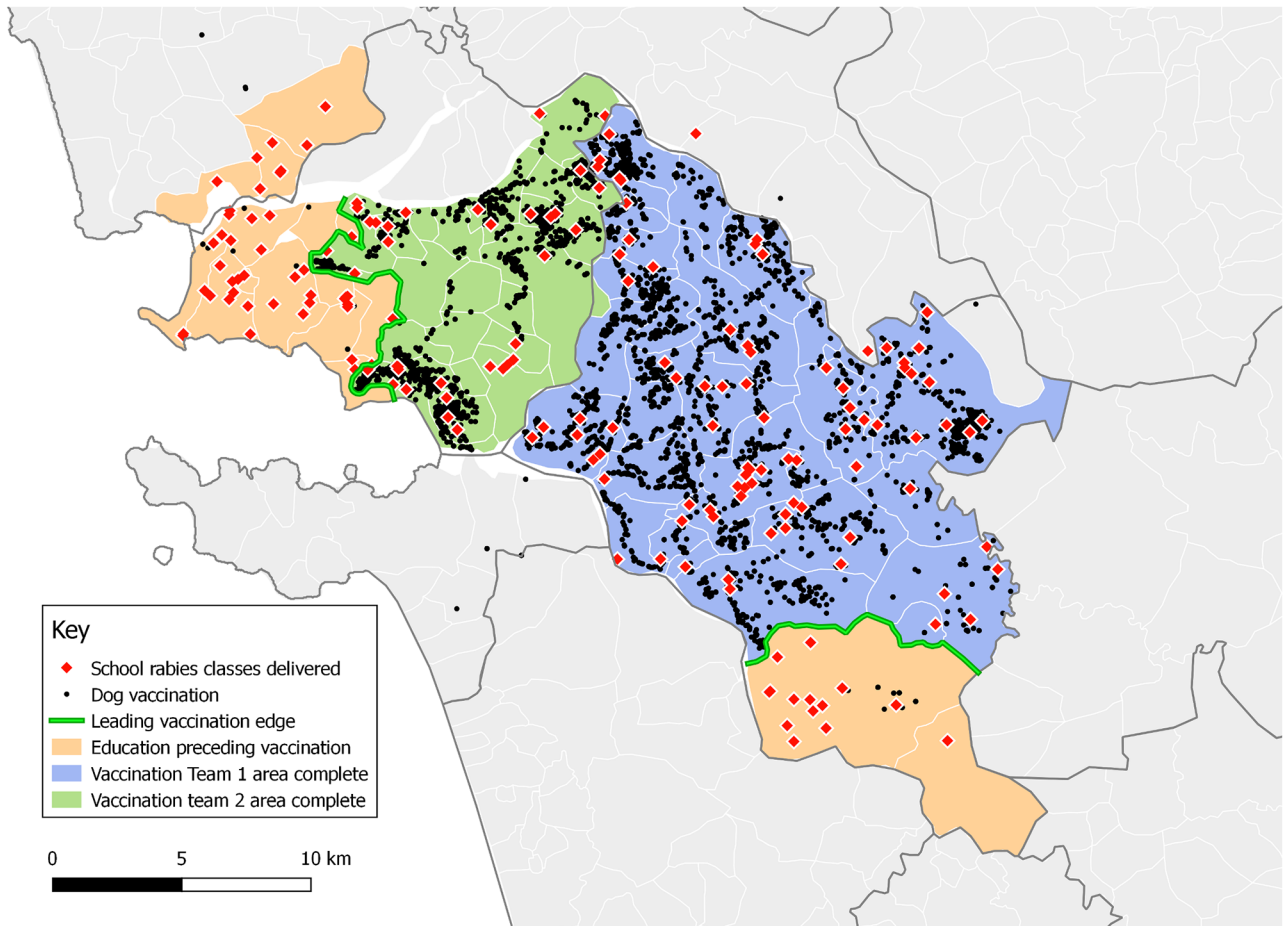 Key
School rabies classes delivered
Dog vaccination
Leading vaccination edge
Education preceding vaccination
Vaccination Team 1 area complete
Vaccination team 2 area complete
0 5 10 km